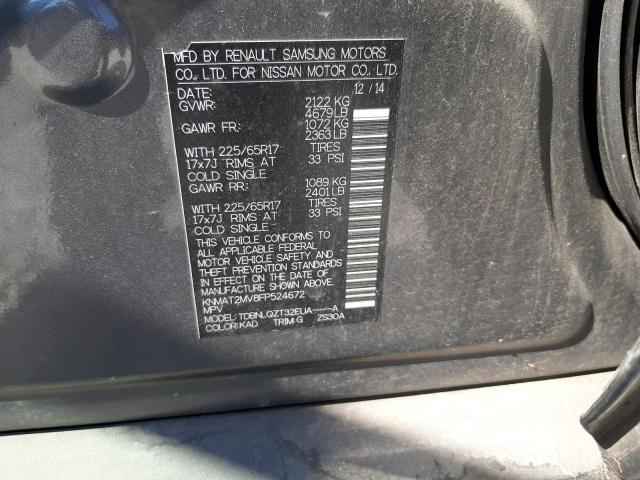 MFD BY RENAULT SAMSUNG MOTORS
CO., LTD. FOR NISSAN MOTOR CO., LTD.
DATE: 12 / 14
GVWR: 2122 KG
4679 LB
GAWR FR: 1072 KG
2363 LB
WITH 225/65R17 TIRES
17x7J RIMS AT 33 PSI
COLD SINGLE
GAWR RR: 1089 KG
2401 LB
WITH 225/65R17 TIRES
17x7J RIMS AT 33 PSI
COLD SINGLE
THIS VEHICLE CONFORMS TO
ALL APPLICABLE FEDERAL
MOTOR VEHICLE SAFETY AND
THEFT PREVENTION STANDARDS
IN EFFECT ON THE DATE OF
MANUFACTURE SHOWN ABOVE.
KNMAT2MV8FP524672
MPV
MODEL: TDBNLQZT32EUA-----A
COLOR: KAD TRIM: G ZS30A